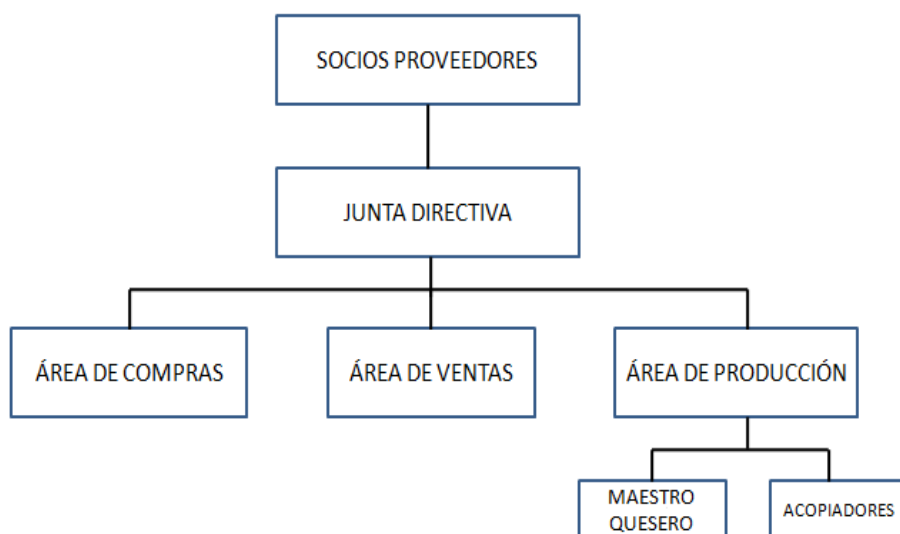 SOCIOS PROVEEDORES
JUNTA DIRECTIVA
ÁREA DE COMPRAS
ÁREA DE VENTAS
ÁREA DE PRODUCCIÓN
MAESTRO
QUESERO
ACOPIADORES